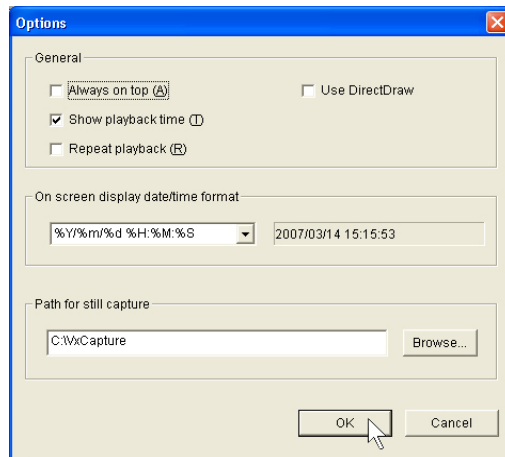 Options
General
Always on top (A)
Use DirectDraw
Show playback time (T)
Repeat playback (R)
On screen display date/time format
%Y/%m/%d %H:%M:%S
2007/03/14 15:15:53
Path for still capture
C:\VxCapture
Browse...
OK
Cancel